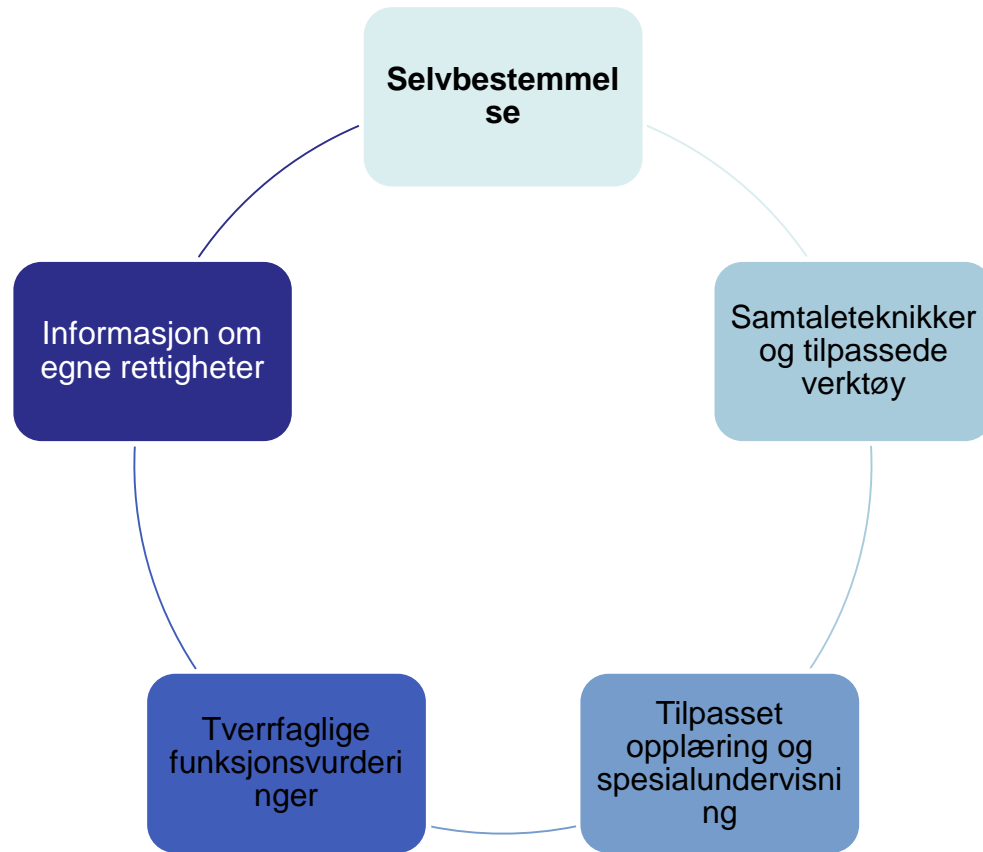 Selvbestemmel
se
Samtaleteknikker
og tilpassede
verktøy
Tilpasset
opplæring og
spesialundervisni
ng
Tverrfaglige
funksjonsvurderi
nger
Informasjon om
egne rettigheter